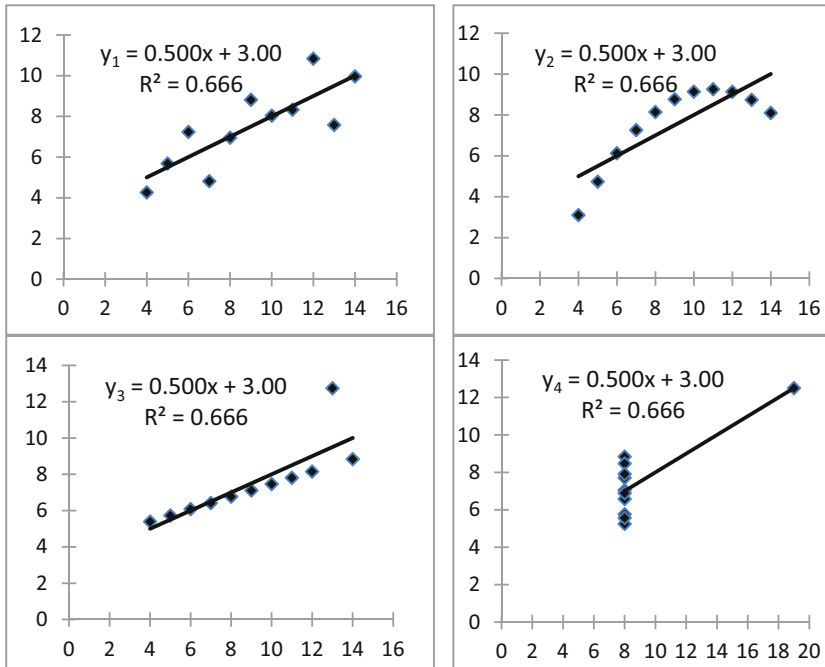 12
10
8
6
4
2
0
y₁ = 0.500x + 3.00
R² = 0.666
0 2 4 6 8 10 12 14 16
12
10
8
6
4
2
0
y₂ = 0.500x + 3.00
R² = 0.666
0 2 4 6 8 10 12 14 16
14
12
10
8
6
4
2
0
y₃ = 0.500x + 3.00
R² = 0.666
0 2 4 6 8 10 12 14 16
14
12
10
8
6
4
2
0
y₄ = 0.500x + 3.00
R² = 0.666
0 2 4 6 8 10 12 14 16 18 20